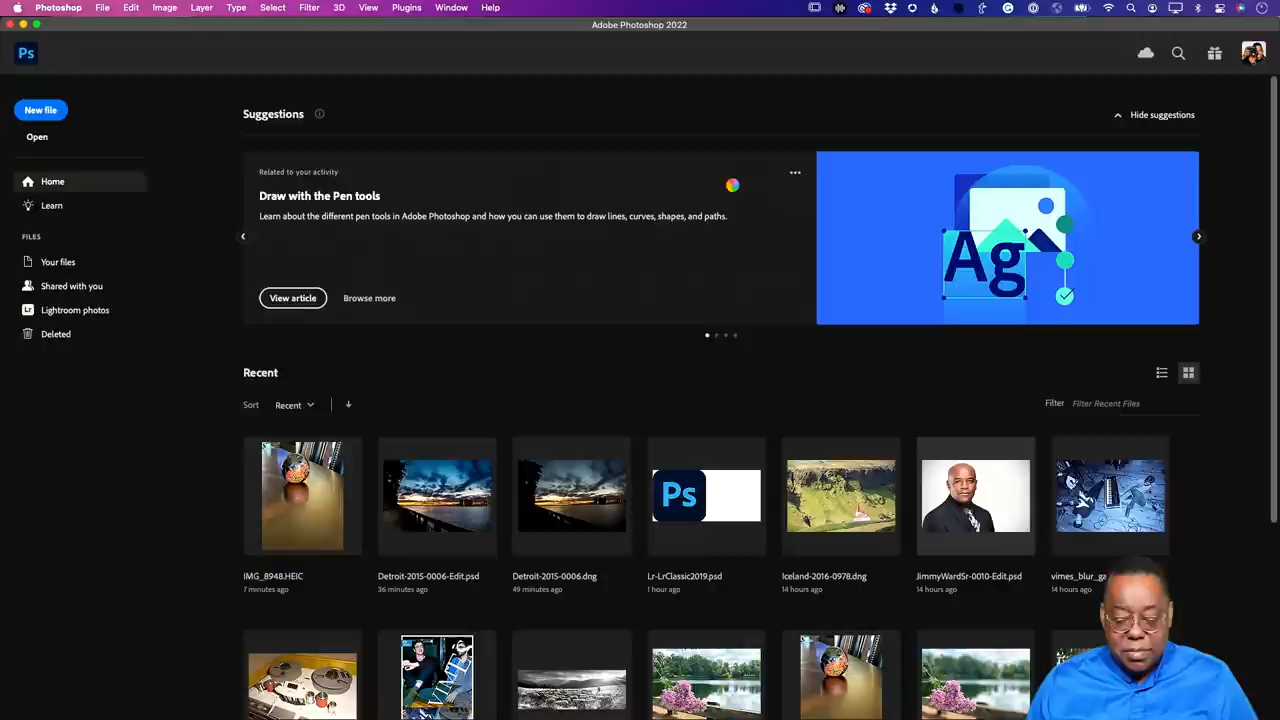 Photoshop File Edit Image Layer Type Select Filter 3D View Plugins Window Help
Adobe Photoshop 2022
Ps
New file
Open
Home
Learn
FILES
Your files
Shared with you
Lr Lightroom photos
Deleted
Suggestions
Hide suggestions
Related to your activity
Draw with the Pen tools
Learn about the different pen tools in Adobe Photoshop and how you can use them to draw lines, curves, shapes, and paths.
View article Browse more
Ag
Recent
Sort Recent
Filter Filter Recent Files
Ps
IMG_8948.HEIC Detroit-2015-0006-Edit.psd Detroit-2015-0006.dng Lr-LrClassic2019.psd Iceland-2016-0978.dng JimmyWardSr-0010-Edit.psd vimes_blur_ga
7 minutes ago 36 minutes ago 49 minutes ago 1 hour ago 14 hours ago 14 hours ago 14 hours ago